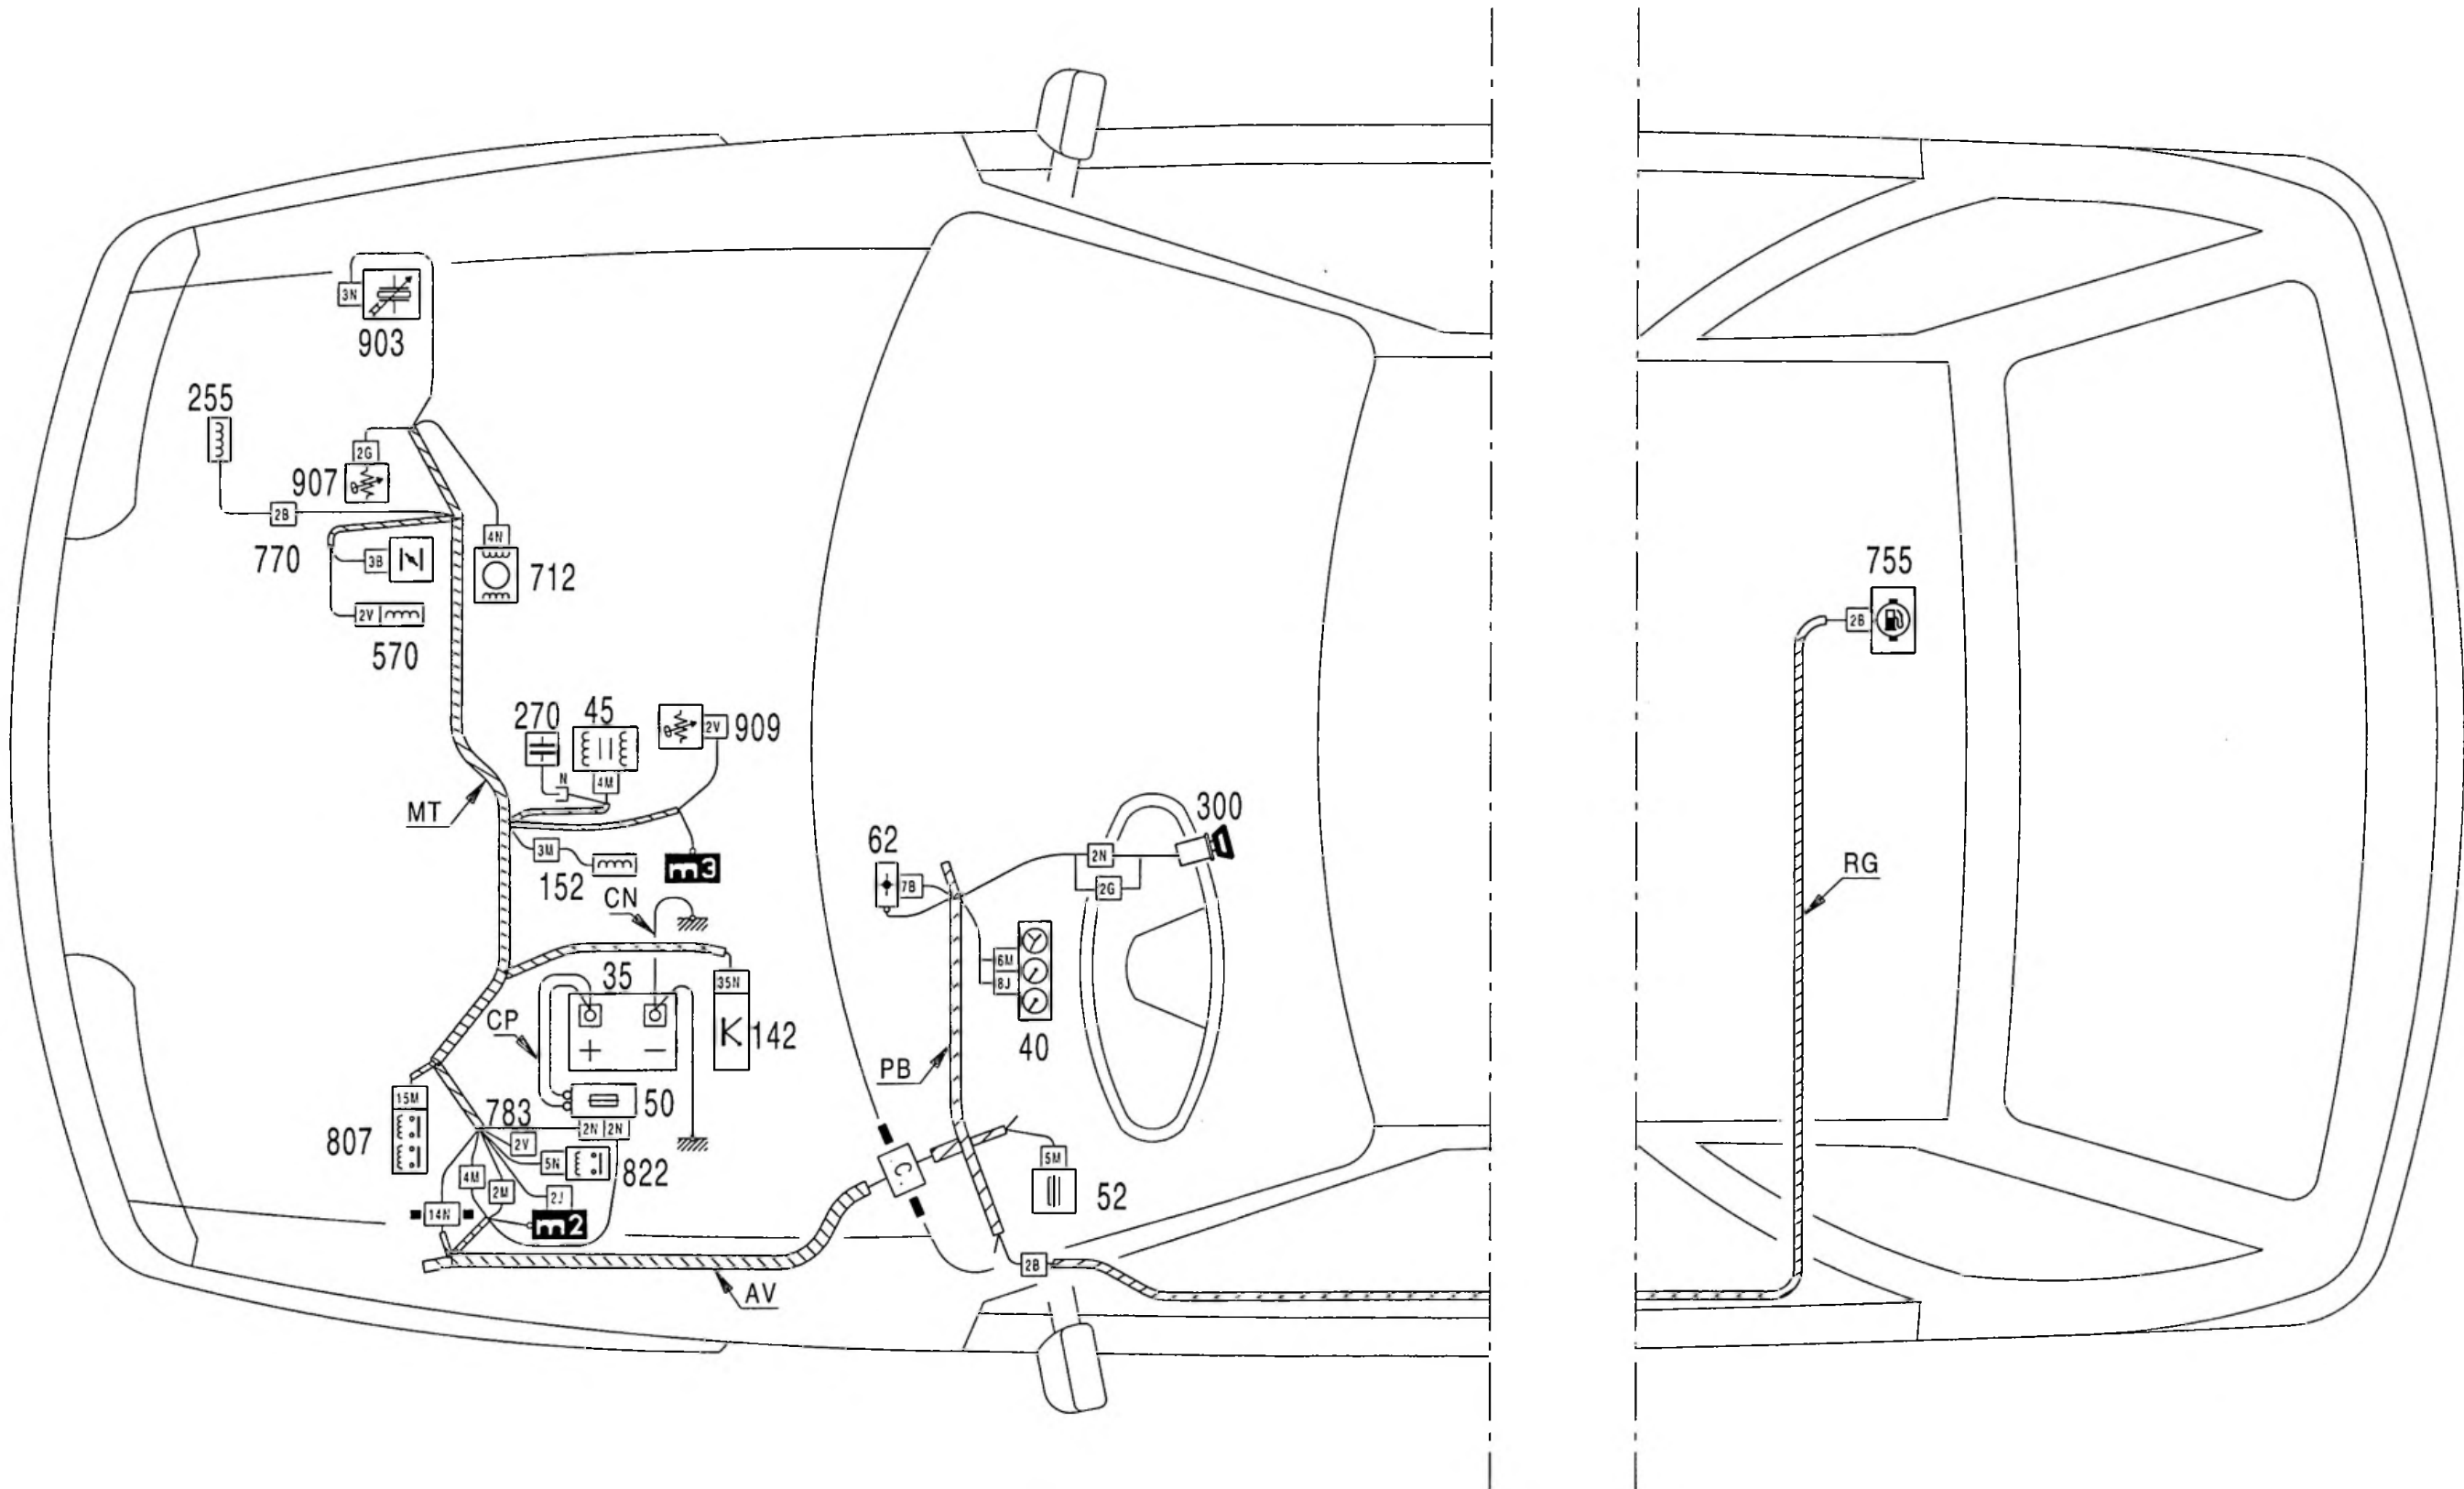 903
3N
255
2G
907
2B
770
3B
4N
712
2V
570
270
45
2V
909
N
4M
MT
3M
152
m3
CN
35
35N
142
CP
+
−
50
783
2N 2N
15M
807
2V
5N
822
4M
2M
2J
14N
m2
AV
62
7B
2N
300
2G
6M
8J
40
PB
C.
5M
52
2B
755
2B
RG